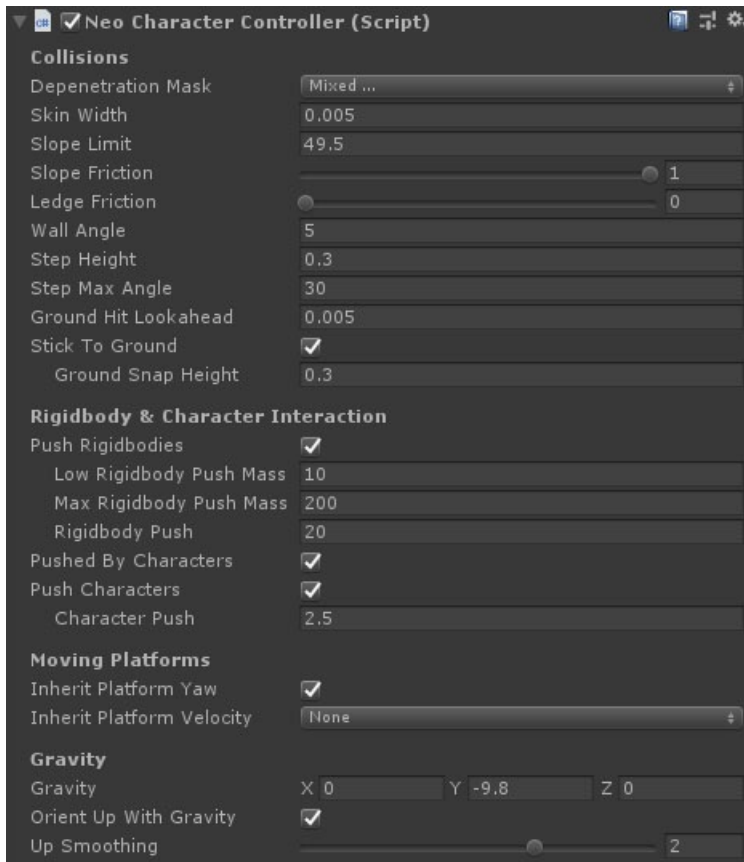 Neo Character Controller (Script)
Collisions
Depenetration Mask Mixed ...
Skin Width 0.005
Slope Limit 49.5
Slope Friction 1
Ledge Friction 0
Wall Angle 5
Step Height 0.3
Step Max Angle 30
Ground Hit Lookahead 0.005
Stick To Ground
Ground Snap Height 0.3
Rigidbody & Character Interaction
Push Rigidbodies
Low Rigidbody Push Mass 10
Max Rigidbody Push Mass 200
Rigidbody Push 20
Pushed By Characters
Push Characters
Character Push 2.5
Moving Platforms
Inherit Platform Yaw
Inherit Platform Velocity None
Gravity
Gravity X 0 Y -9.8 Z 0
Orient Up With Gravity
Up Smoothing 2